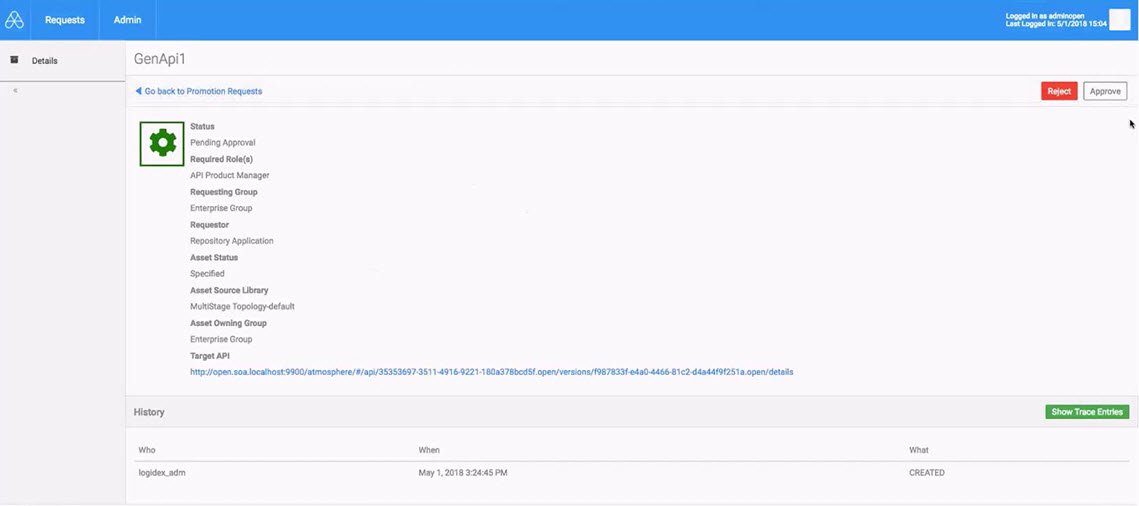 Requests
Admin
Logged in as adminopen
Last Logged In: 5/1/2018 15:04
Details
«
GenApi1
Go back to Promotion Requests
Reject
Approve
Status
Pending Approval
Required Role(s)
API Product Manager
Requesting Group
Enterprise Group
Requestor
Repository Application
Asset Status
Specified
Asset Source Library
MultiStage Topology-default
Asset Owning Group
Enterprise Group
Target API
http://open.soa.localhost:9900/atmosphere/#/api/35353697-3511-4916-9221-180a378bcd5f.open/versions/f987833f-e4a0-4466-81c2-d4a44f9f251a.open/details
History
Show Trace Entries
Who When What
logidex_adm May 1, 2018 3:24:45 PM CREATED